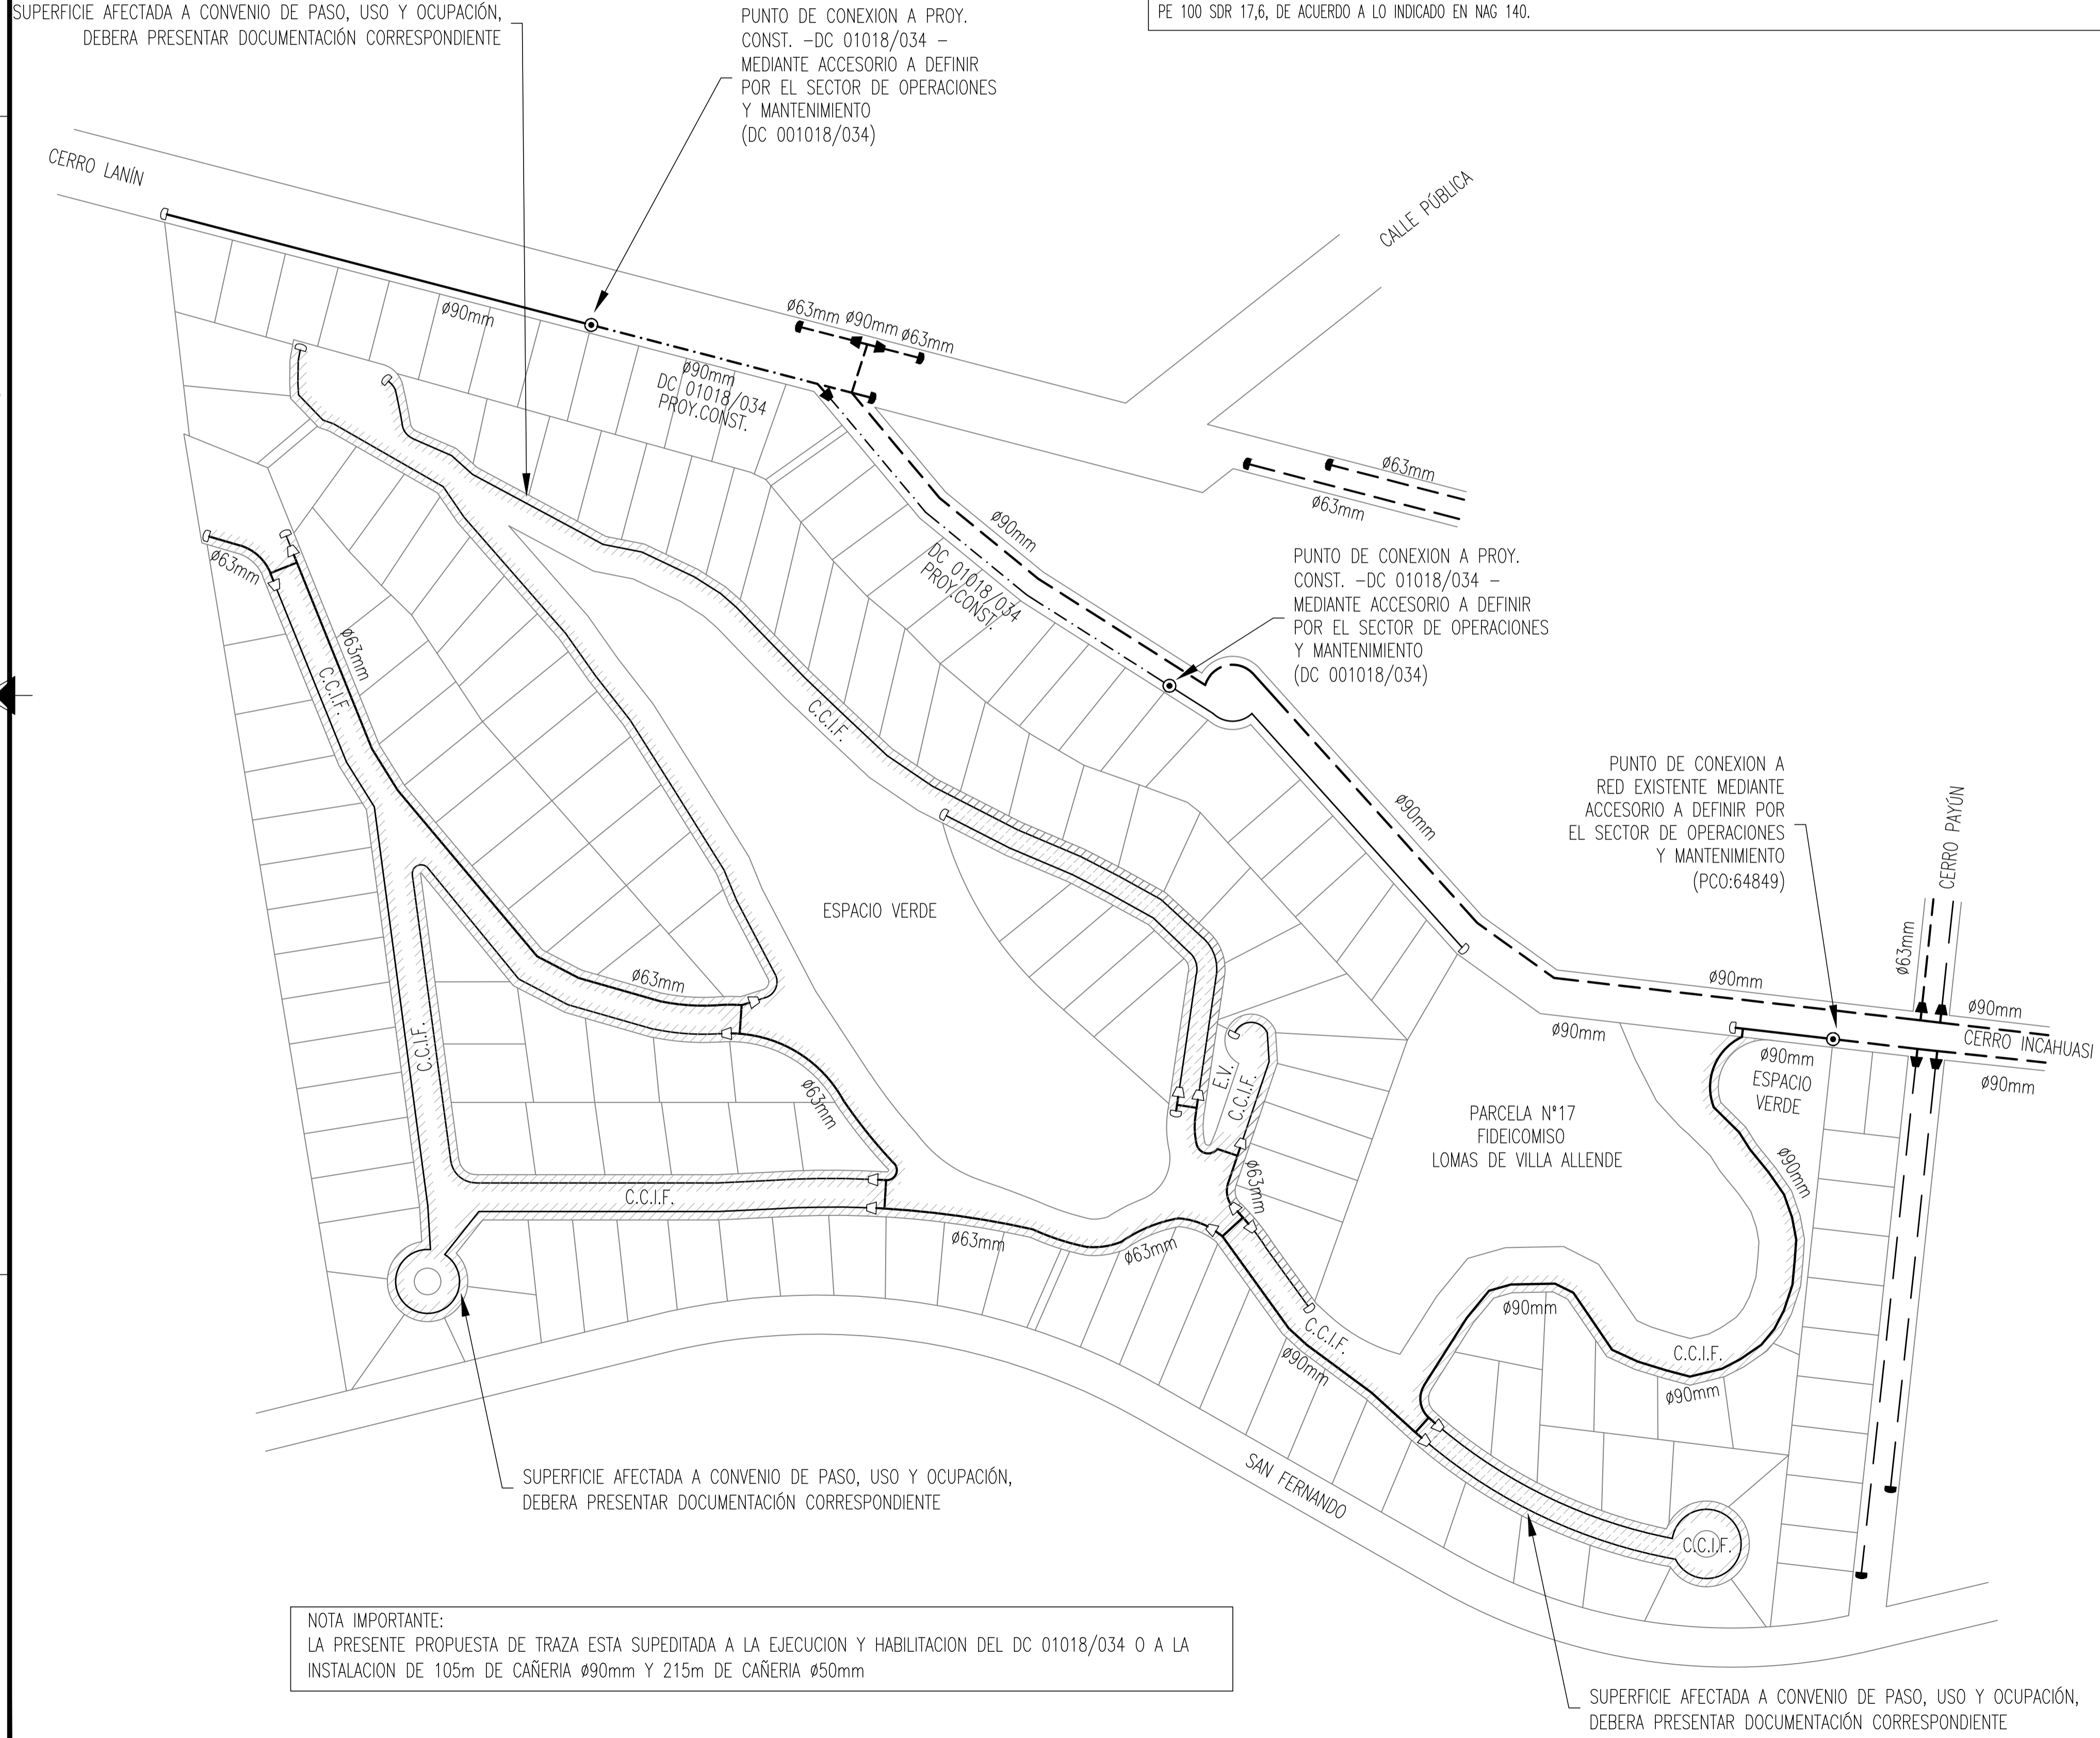 SUPERFICIE AFECTADA A CONVENIO DE PASO, USO Y OCUPACIÓN,
DEBERA PRESENTAR DOCUMENTACIÓN CORRESPONDIENTE
PUNTO DE CONEXION A PROY.
CONST. -DC 01018/034 -
MEDIANTE ACCESORIO A DEFINIR
POR EL SECTOR DE OPERACIONES
Y MANTENIMIENTO
(DC 001018/034)
PE 100 SDR 17,6, DE ACUERDO A LO INDICADO EN NAG 140.
CERRO LANÍN
CALLE PÚBLICA
ø90mm
ø63mm
ø90mm
ø63mm
ø90mm
DC 01018/034
PROY.CONST.
ø63mm
ø63mm
ø90mm
DC 01018/034
PROY.CONST.
PUNTO DE CONEXION A PROY.
CONST. -DC 01018/034 -
MEDIANTE ACCESORIO A DEFINIR
POR EL SECTOR DE OPERACIONES
Y MANTENIMIENTO
(DC 001018/034)
ø63mm
ø63mm
C.C.I.F.
C.C.I.F.
ø90mm
PUNTO DE CONEXION A
RED EXISTENTE MEDIANTE
ACCESORIO A DEFINIR POR
EL SECTOR DE OPERACIONES
Y MANTENIMIENTO
(PCO:64849)
CERRO PAYÚN
ø63mm
ESPACIO VERDE
ø63mm
C.C.I.F.
ø90mm
ø90mm
ø90mm
CERRO INCAHUASI
ø90mm
ø90mm
ESPACIO
VERDE
E.V.
C.C.I.F.
ø63mm
PARCELA N°17
FIDEICOMISO
LOMAS DE VILLA ALLENDE
C.C.I.F.
ø63mm
ø90mm
ø63mm
ø63mm
ø90mm
C.C.I.F.
ø90mm
C.C.I.F.
ø90mm
SAN FERNANDO
C.C.I.F.
SUPERFICIE AFECTADA A CONVENIO DE PASO, USO Y OCUPACIÓN,
DEBERA PRESENTAR DOCUMENTACIÓN CORRESPONDIENTE
NOTA IMPORTANTE:
LA PRESENTE PROPUESTA DE TRAZA ESTA SUPEDITADA A LA EJECUCION Y HABILITACION DEL DC 01018/034 O A LA
INSTALACION DE 105m DE CAÑERIA ø90mm Y 215m DE CAÑERIA ø50mm
SUPERFICIE AFECTADA A CONVENIO DE PASO, USO Y OCUPACIÓN,
DEBERA PRESENTAR DOCUMENTACIÓN CORRESPONDIENTE